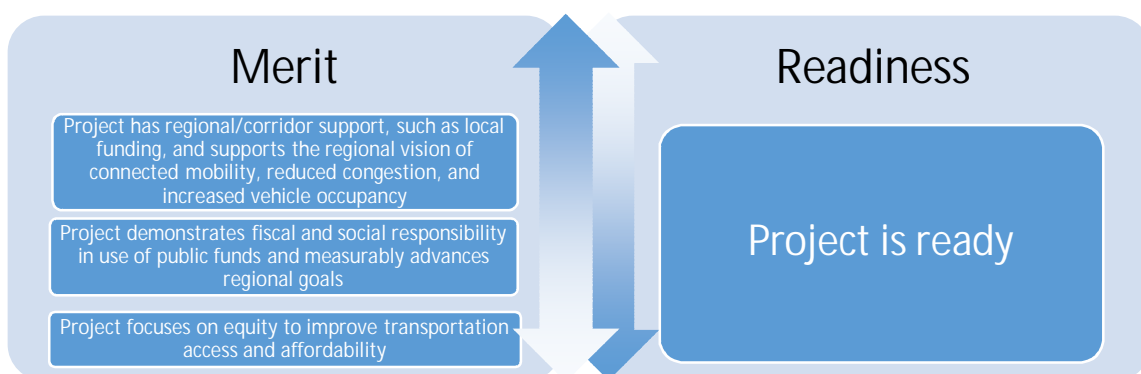 Merit
Project has regional/corridor support, such as local
funding, and supports the regional vision of
connected mobility, reduced congestion, and
increased vehicle occupancy
Project demonstrates fiscal and social responsibility
in use of public funds and measurably advances
regional goals
Project focuses on equity to improve transportation
access and affordability
Readiness
Project is ready